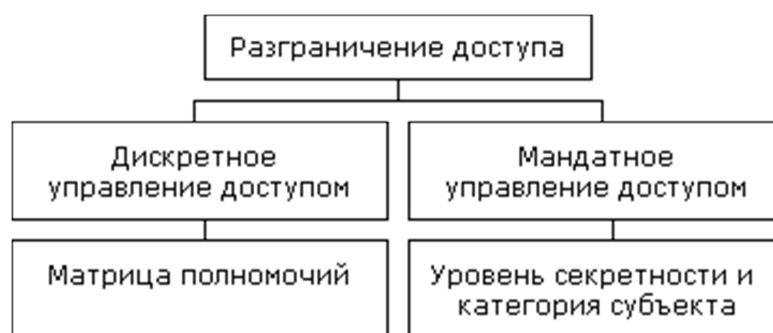 Разграничение доступа
Дискретное
управление доступом
Мандатное
управление доступом
Матрица полномочий
Уровень секретности и
категория субъекта